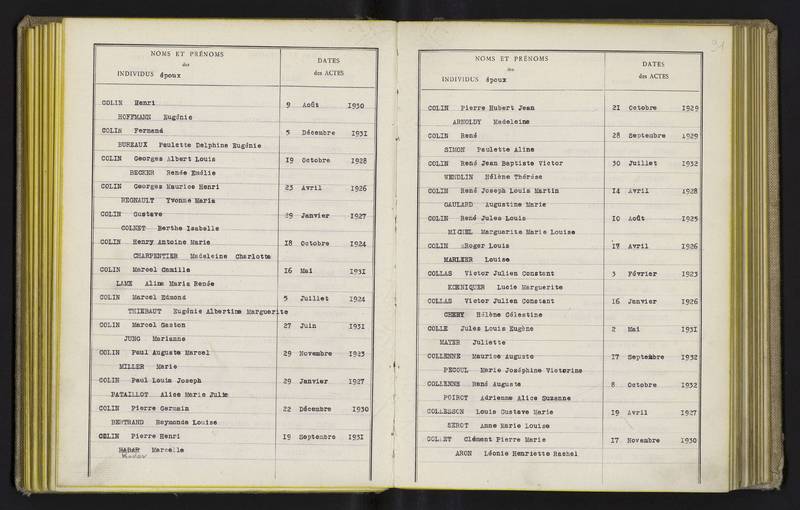 NOMS ET PRÉNOMS
des
INDIVIDUS époux
DATES
des ACTES
COLIN Henri 9 Août 1930
HOFFMANN Eugénie
COLIN Fernand 5 Décembre 1931
BUREAUX Paulette Delphine Eugénie
COLIN Georges Albert Louis 19 Octobre 1928
BECKER Renée Emélie
COLIN Georges Maurice Henri 23 Avril 1926
REGNAULT Yvonne Maria
COLIN Gustave 29 Janvier 1927
COLNET Berthe Isabelle
COLIN Henry Antoine Marie 18 Octobre 1924
CHARPENTIER Madeleine Charlotte
COLIN Marcel Camille 16 Mai 1931
LAME Aline Maria Renée
COLIN Marcel Edmond 5 Juillet 1924
THIEBAUT Eugénie Albertine Marguerite
COLIN Marcel Gaston 27 Juin 1931
JUNG Marianne
COLIN Paul Auguste Marcel 29 Novembre 1923
MILLER Marie
COLIN Paul Louis Joseph 29 Janvier 1927
PATAILLOT Alice Marie Julie
COLIN Pierre Germain 22 Décembre 1930
BERTRAND Raymonde Louise
COLIN Pierre Henri 19 Septembre 1931
Marcelle
91
NOMS ET PRÉNOMS
des
INDIVIDUS époux
DATES
des ACTES
COLIN Pierre Hubert Jean 21 Octobre 1929
ARNOLDY Madeleine
COLIN René 28 Septembre 1929
SIMON Paulette Aline
COLIN René Jean Baptiste Victor 30 Juillet 1932
WENDLIN Hélène Thérèse
COLIN René Joseph Louis Martin 14 Avril 1928
GAULARD Augustine Marie
COLIN René Jules Louis 10 Août 1925
MICHEL Marguerite Marie Louise
COLIN Roger Louis 17 Avril 1926
MARLIER Louise
COLLAS Victor Julien Constant 3 Février 1923
KŒNIQUER Lucie Marguerite
COLLAS Victor Julien Constant 16 Janvier 1926
CHERY Hélène Célestine
COLLE Jules Louis Eugène 2 Mai 1931
MAYER Juliette
COLLENNE Maurice Auguste 17 Septembre 1932
PECOUL Marie Joséphine Victorine
COLLENNE René Auguste 8 Octobre 1932
POIROT Adrienne Alice Suzanne
COLLESSON Louis Gustave Marie 19 Avril 1927
SEROT Anne Marie Louise
COLLET Clément Pierre Marie 17 Novembre 1930
ARON Léonie Henriette Rachel